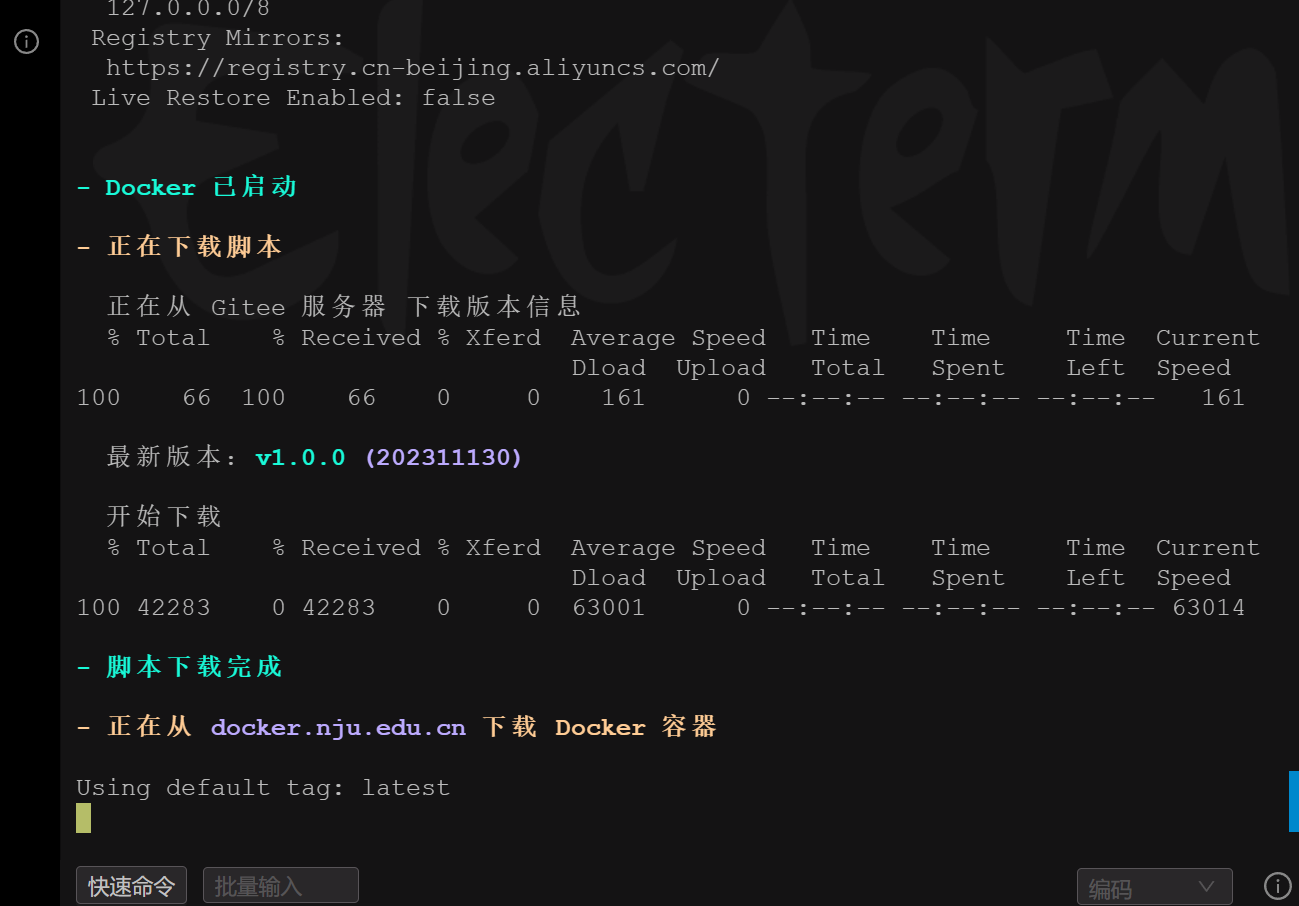 127.0.0.0/8
Registry Mirrors:
https://registry.cn-beijing.aliyuncs.com/
Live Restore Enabled: false
electerm
- Docker 已启动
- 正在下载脚本
正在从 Gitee 服务器 下载版本信息
% Total % Received % Xferd Average Speed Time Time Time Current
Dload Upload Total Spent Left Speed
100 66 100 66 0 0 161 0 --:--:-- --:--:-- --:--:-- 161
最新版本: v1.0.0 (202311130)
开始下载
% Total % Received % Xferd Average Speed Time Time Time Current
Dload Upload Total Spent Left Speed
100 42283 0 42283 0 0 63001 0 --:--:-- --:--:-- --:--:-- 63014
- 脚本下载完成
- 正在从 docker.nju.edu.cn 下载 Docker 容器
Using default tag: latest
快速命令 批量输入 编码